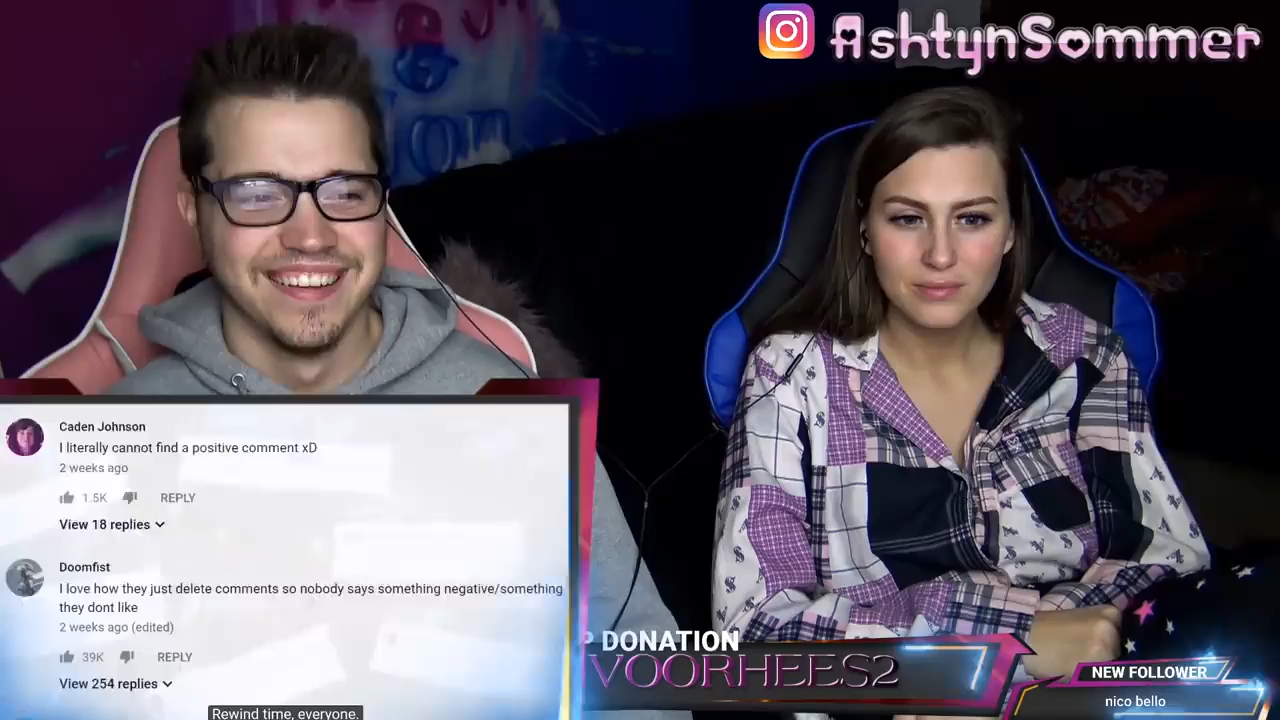 AshtynSommer
Caden Johnson
I literally cannot find a positive comment xD
2 weeks ago
1.5K REPLY
View 18 replies
Doomfist
I love how they just delete comments so nobody says something negative/something
they dont like
2 weeks ago (edited)
39K REPLY
View 254 replies
Rewind time, everyone.
P DONATION
VOORHEES2
NEW FOLLOWER
nico bello